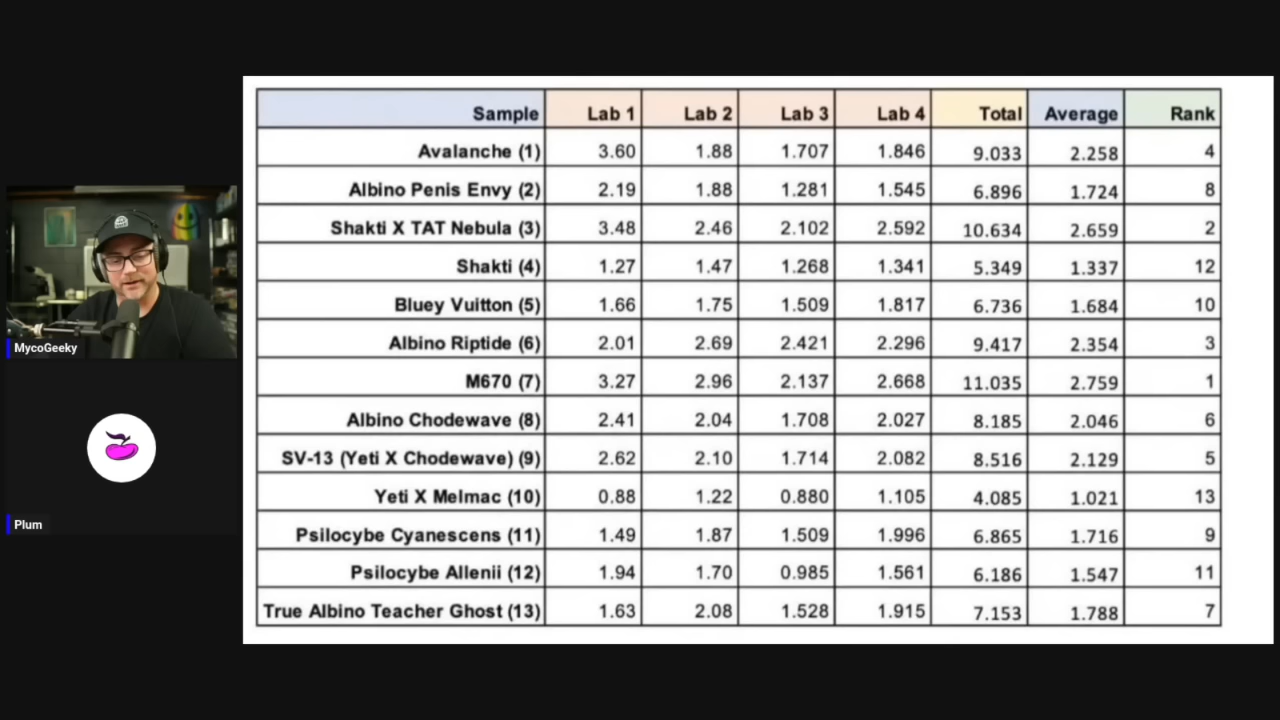 Sample Lab 1 Lab 2 Lab 3 Lab 4 Total Average Rank
Avalanche (1) 3.60 1.88 1.707 1.846 9.033 2.258 4
Albino Penis Envy (2) 2.19 1.88 1.281 1.545 6.896 1.724 8
Shakti X TAT Nebula (3) 3.48 2.46 2.102 2.592 10.634 2.659 2
Shakti (4) 1.27 1.47 1.268 1.341 5.349 1.337 12
Bluey Vuitton (5) 1.66 1.75 1.509 1.817 6.736 1.684 10
Albino Riptide (6) 2.01 2.69 2.421 2.296 9.417 2.354 3
M670 (7) 3.27 2.96 2.137 2.668 11.035 2.759 1
Albino Chodewave (8) 2.41 2.04 1.708 2.027 8.185 2.046 6
SV-13 (Yeti X Chodewave) (9) 2.62 2.10 1.714 2.082 8.516 2.129 5
Yeti X Melmac (10) 0.88 1.22 0.880 1.105 4.085 1.021 13
Psilocybe Cyanescens (11) 1.49 1.87 1.509 1.996 6.865 1.716 9
Psilocybe Allenii (12) 1.94 1.70 0.985 1.561 6.186 1.547 11
True Albino Teacher Ghost (13) 1.63 2.08 1.528 1.915 7.153 1.788 7
MycoGeeky
Plum